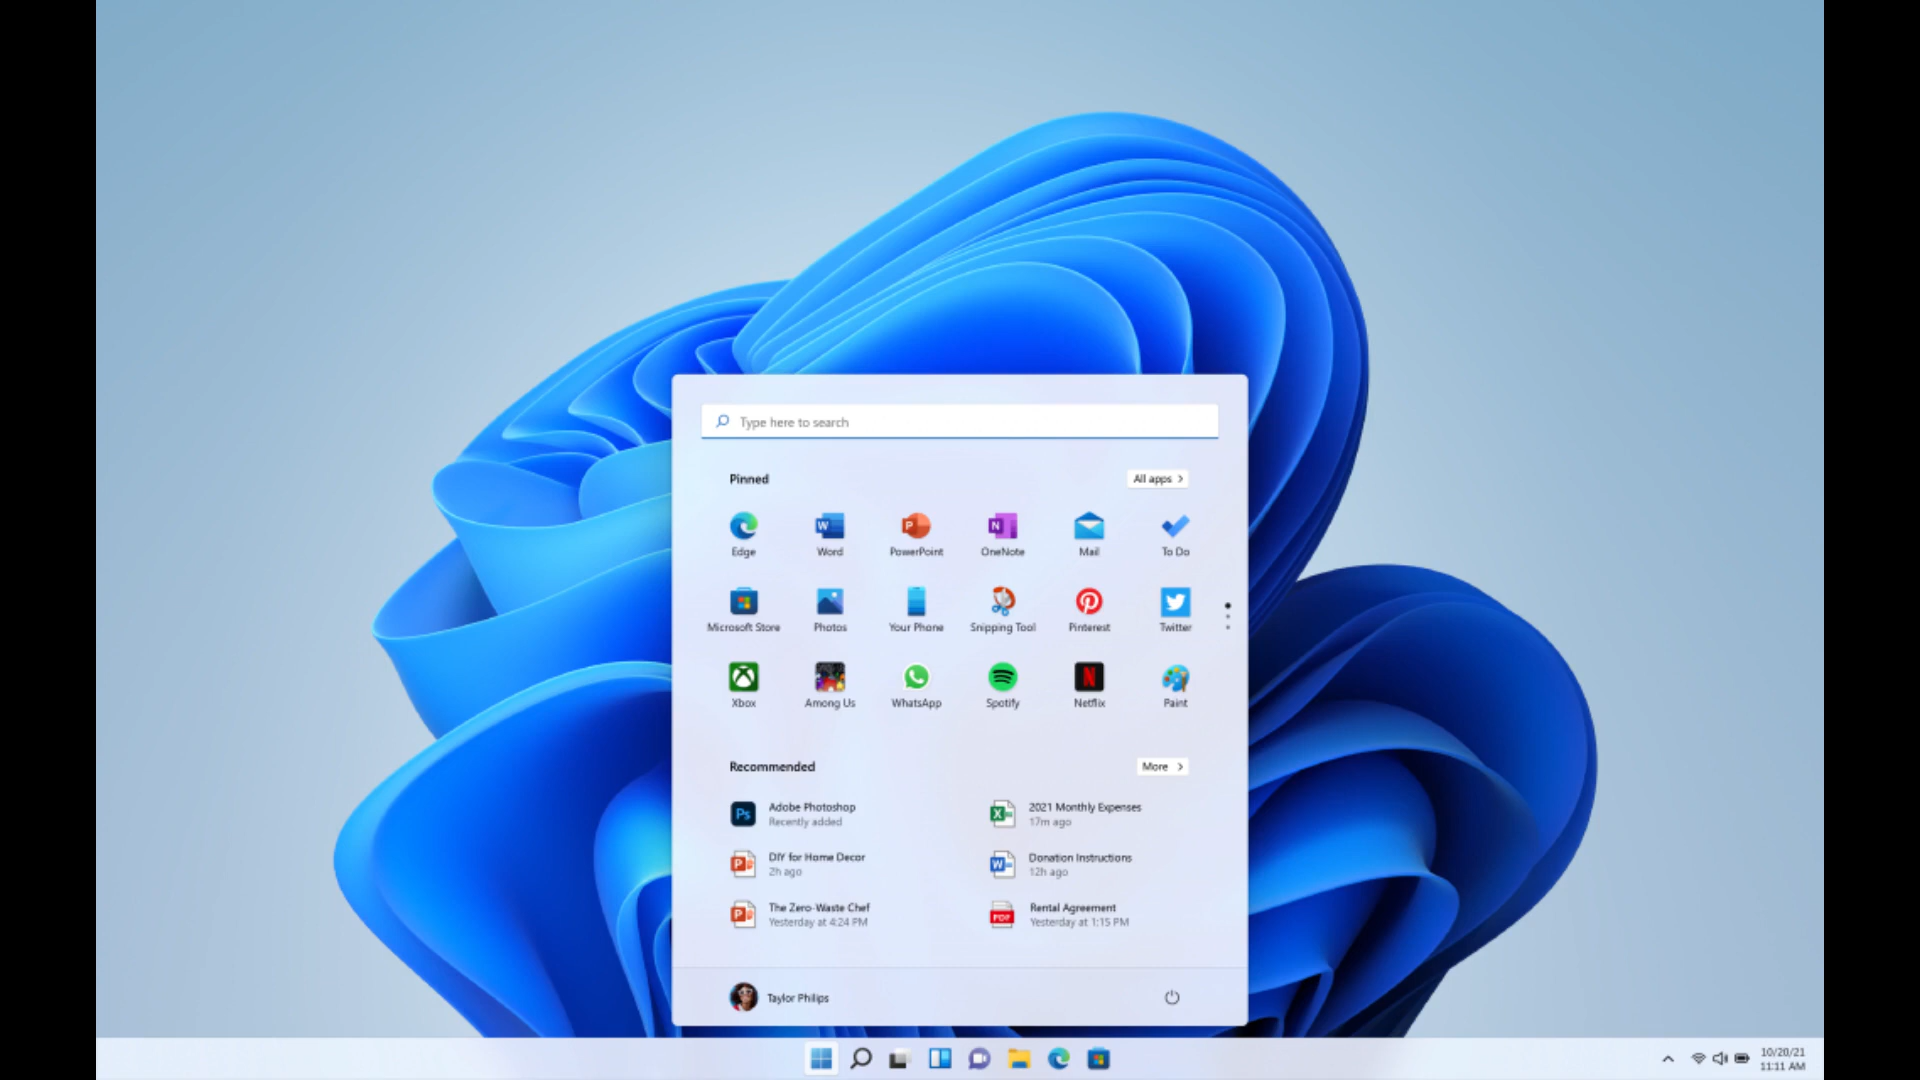 Type here to search
Pinned
All apps
Edge
Word
PowerPoint
OneNote
Mail
To Do
Microsoft Store
Photos
Your Phone
Snipping Tool
Pinterest
Twitter
Xbox
Among Us
WhatsApp
Spotify
Netflix
Paint
Recommended
More
Adobe Photoshop
Recently added
2021 Monthly Expenses
17m ago
DIY for Home Decor
2h ago
Donation Instructions
12h ago
The Zero-Waste Chef
Yesterday at 4:24 PM
Rental Agreement
Yesterday at 1:15 PM
Taylor Philips
10/20/21
11:11 AM